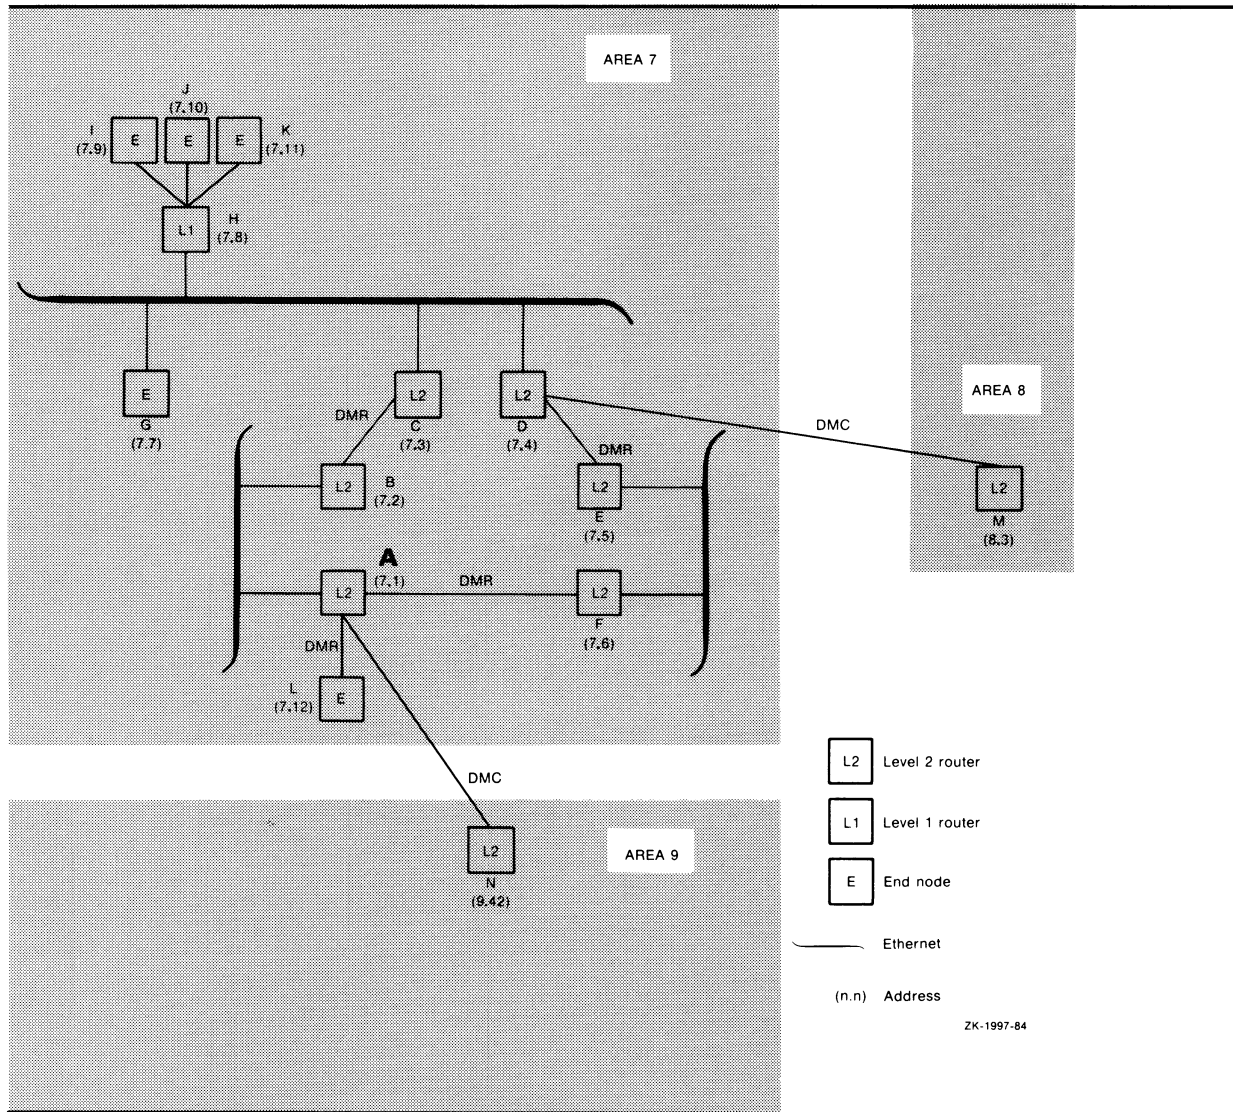 AREA 7
J
(7.10)
I
(7.9)
E
E
E
K
(7.11)
L1
H
(7.8)
E
G
(7.7)
L2
C
(7.3)
L2
D
(7.4)
DMR
DMR
DMC
AREA 8
L2
M
(8.3)
L2
B
(7.2)
L2
E
(7.5)
A
(7.1)
L2
DMR
L2
F
(7.6)
DMR
L
(7.12)
E
DMC
L2
N
(9.42)
AREA 9
L2 Level 2 router
L1 Level 1 router
E End node
Ethernet
(n.n) Address
ZK-1997-84